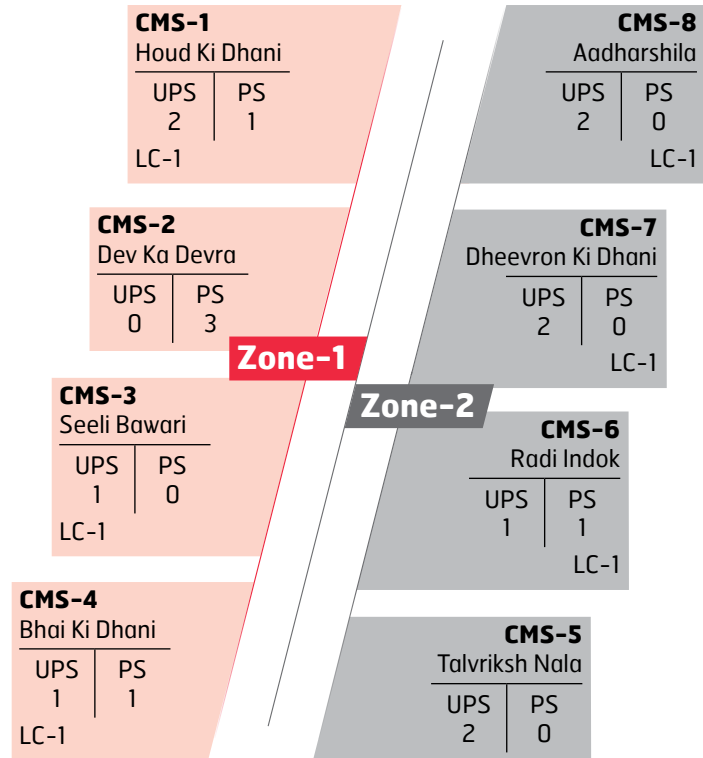 CMS-1
Houd Ki Dhani
UPS PS
2 1
LC-1
CMS-2
Dev Ka Devra
UPS PS
0 3
Zone-1
CMS-3
Seeli Bawari
UPS PS
1 0
LC-1
CMS-4
Bhai Ki Dhani
UPS PS
1 1
LC-1
CMS-8
Aadharshila
UPS PS
2 0
LC-1
CMS-7
Dheevron Ki Dhani
UPS PS
2 0
LC-1
Zone-2
CMS-6
Radi Indok
UPS PS
1 1
LC-1
CMS-5
Talvriksh Nala
UPS PS
2 0